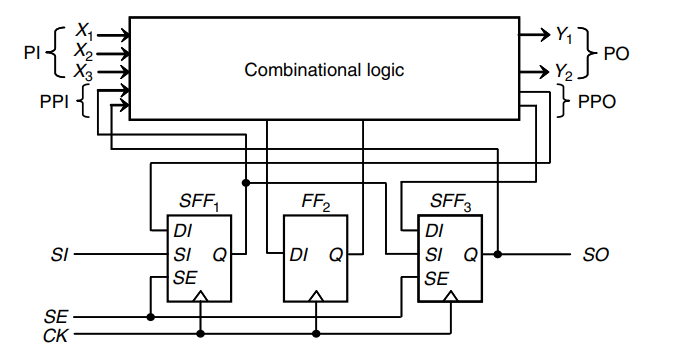 PI X1 X2 X3 Y1 Y2 PO
Combinational logic
PPI PPO
SFF1 FF2 SFF3
DI DI
SI SI Q DI Q SI Q SO
SE SE
SE
CK